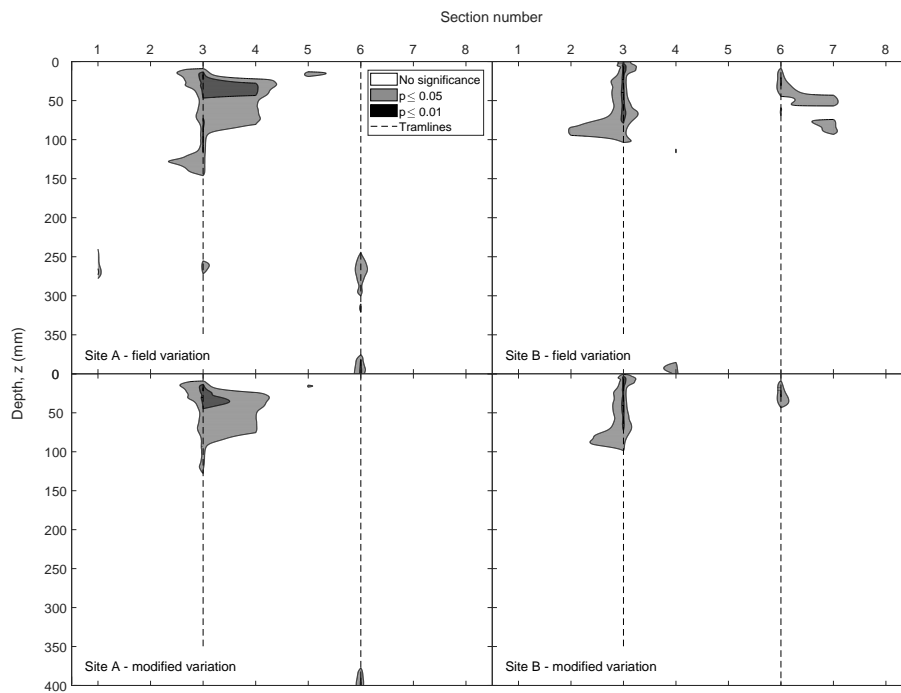 Section number
1 2 3 4 5 6 7 8 1 2 3 4 5 6 7 8
0
50
100
150
200
250
300
350
0
50
100
150
200
250
300
350
400
Depth, z (mm)
No significance
p ≤ 0.05
p ≤ 0.01
Tramlines
Site A - field variation
Site B - field variation
Site A - modified variation
Site B - modified variation